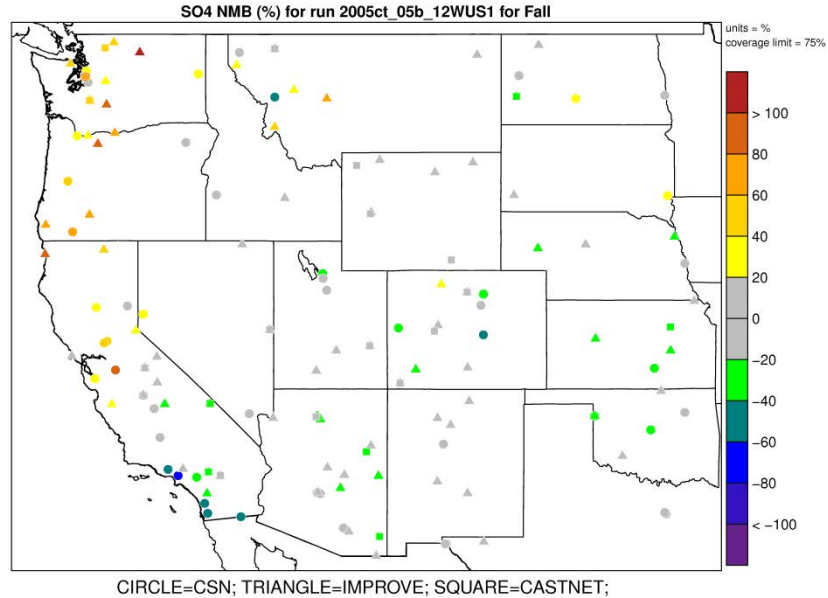 SO4 NMB (%) for run 2005ct_05b_12WUS1 for Fall
units = %
coverage limit = 75%
> 100
80
60
40
20
0
−20
−40
−60
−80
< −100
CIRCLE=CSN; TRIANGLE=IMPROVE; SQUARE=CASTNET;